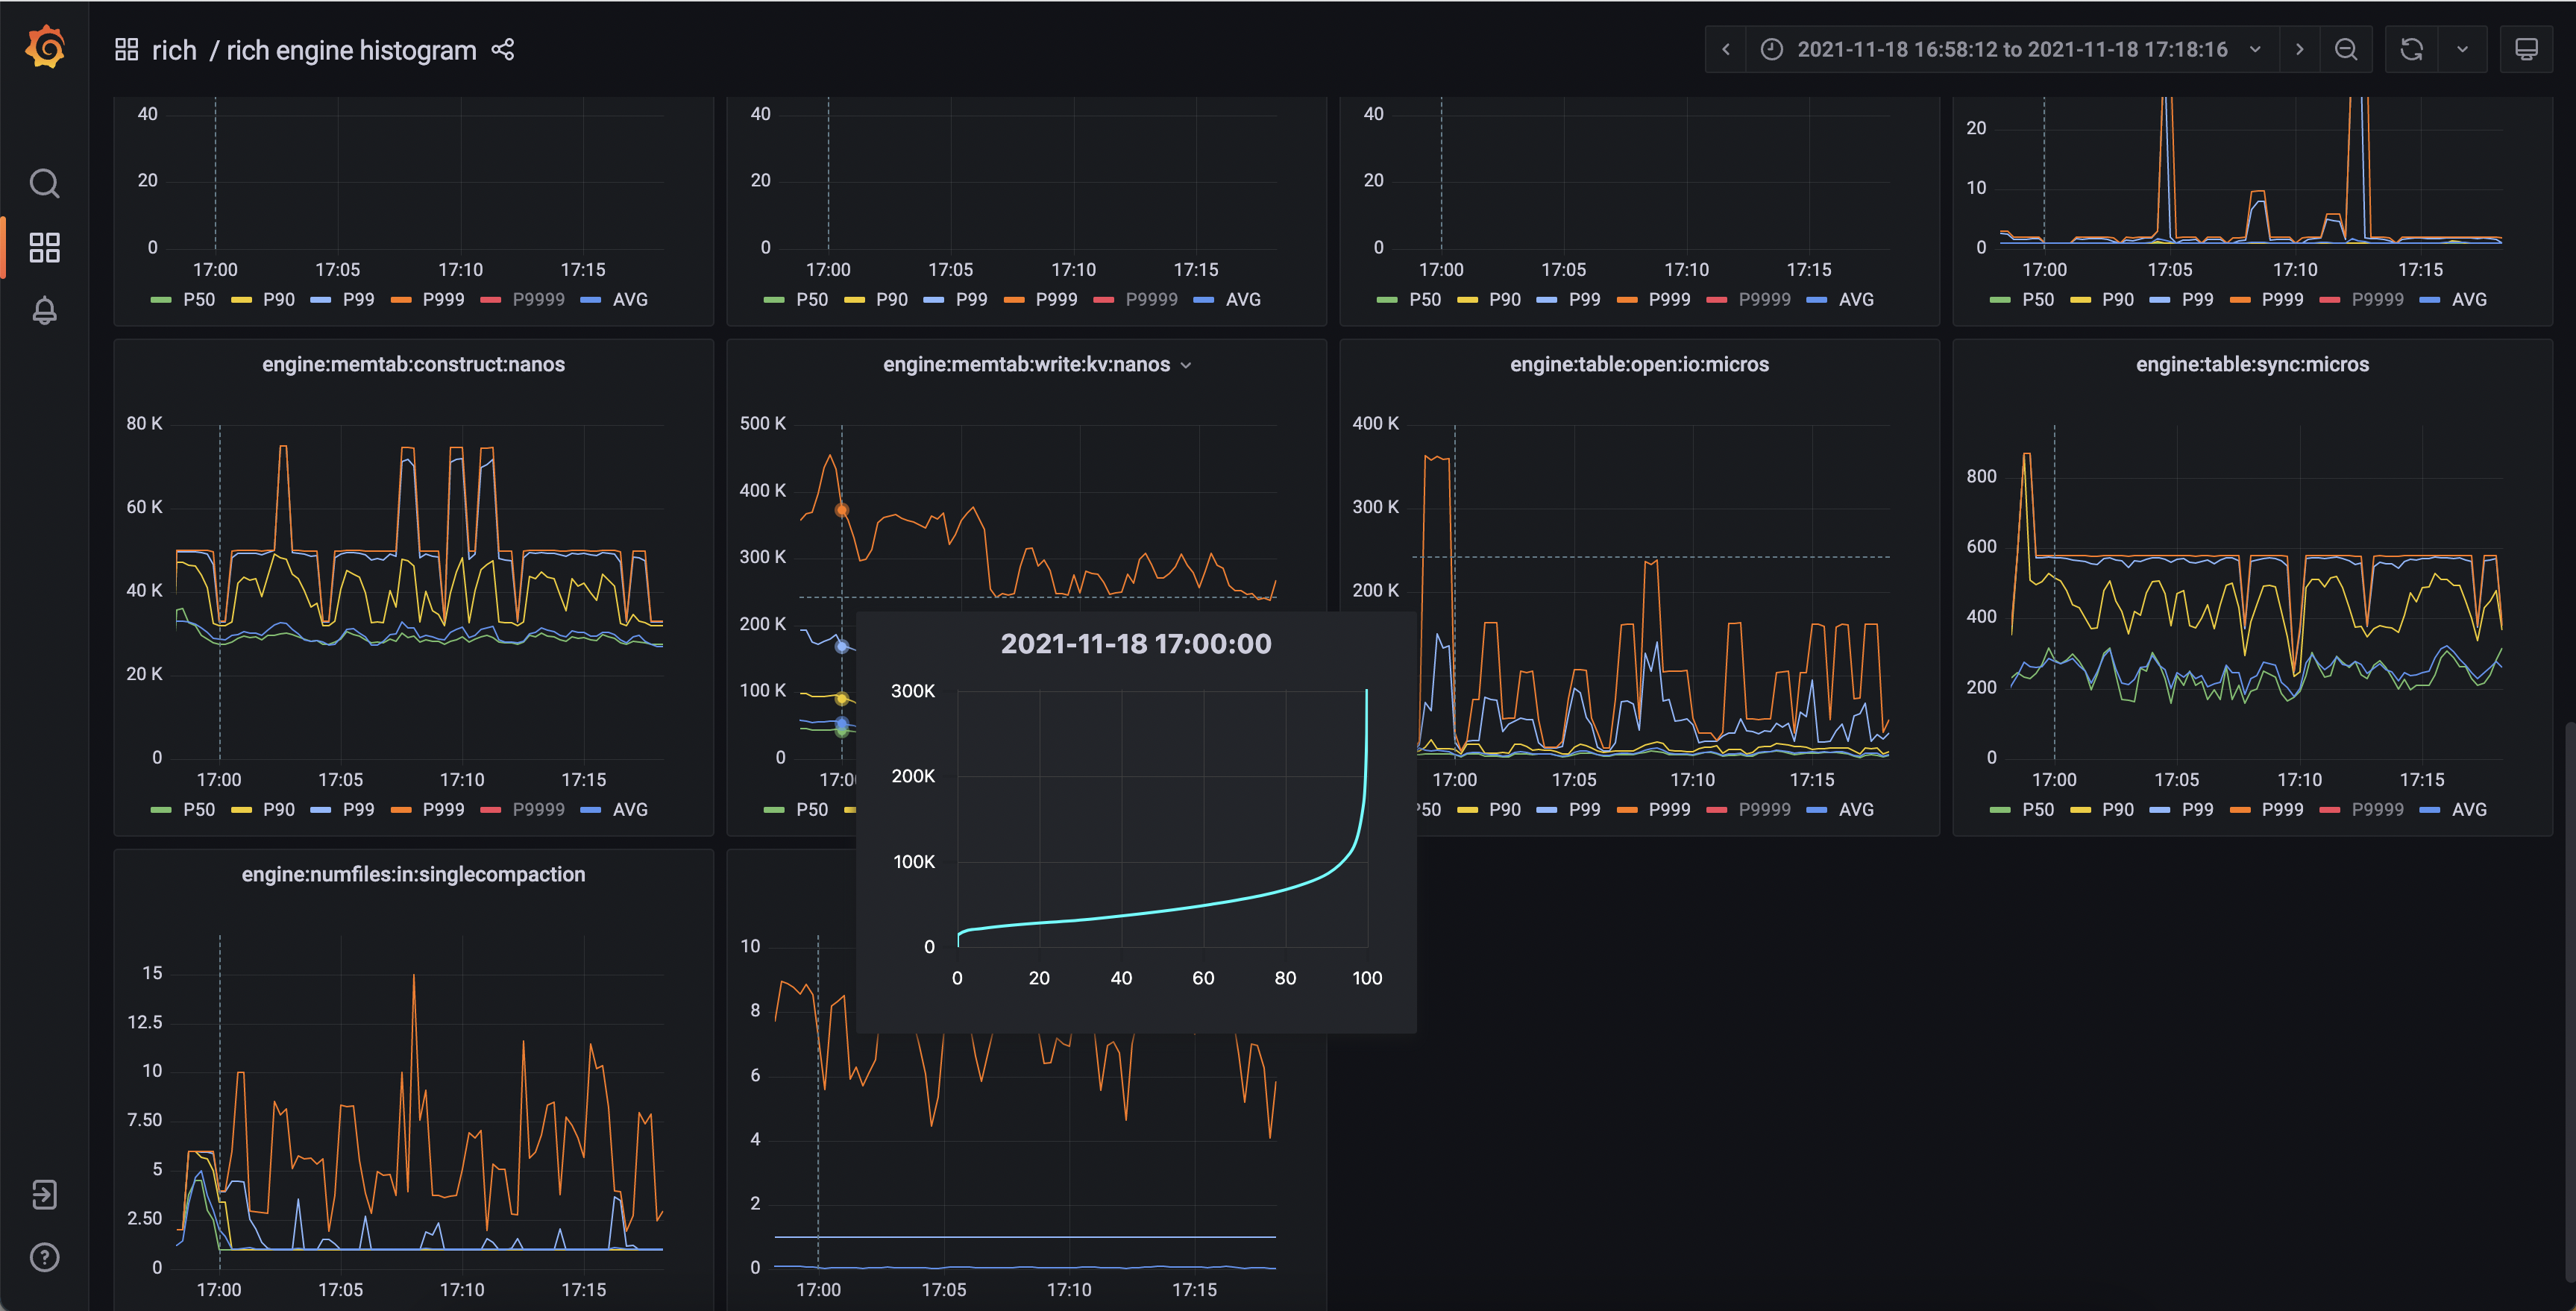 rich / rich engine histogram
2021-11-18 16:58:12 to 2021-11-18 17:18:16
40
20
0
17:00 17:05 17:10 17:15
P50 P90 P99 P999 P9999 AVG
40
20
0
17:00 17:05 17:10 17:15
P50 P90 P99 P999 P9999 AVG
40
20
0
17:00 17:05 17:10 17:15
P50 P90 P99 P999 P9999 AVG
20
10
0
17:00 17:05 17:10 17:15
P50 P90 P99 P999 P9999 AVG
engine:memtab:construct:nanos
80 K
60 K
40 K
20 K
0
17:00 17:05 17:10 17:15
P50 P90 P99 P999 P9999 AVG
engine:memtab:write:kv:nanos
500 K
400 K
300 K
200 K
100 K
0
17:00
P50
2021-11-18 17:00:00
300K
200K
100K
0
0 20 40 60 80 100
engine:table:open:io:micros
400 K
300 K
200 K
17:00 17:05 17:10 17:15
P50 P90 P99 P999 P9999 AVG
engine:table:sync:micros
800
600
400
200
0
17:00 17:05 17:10 17:15
P50 P90 P99 P999 P9999 AVG
engine:numfiles:in:singlecompaction
15
12.5
10
7.50
5
2.50
0
17:00 17:05 17:10 17:15
10
8
6
4
2
0
17:00 17:05 17:10 17:15